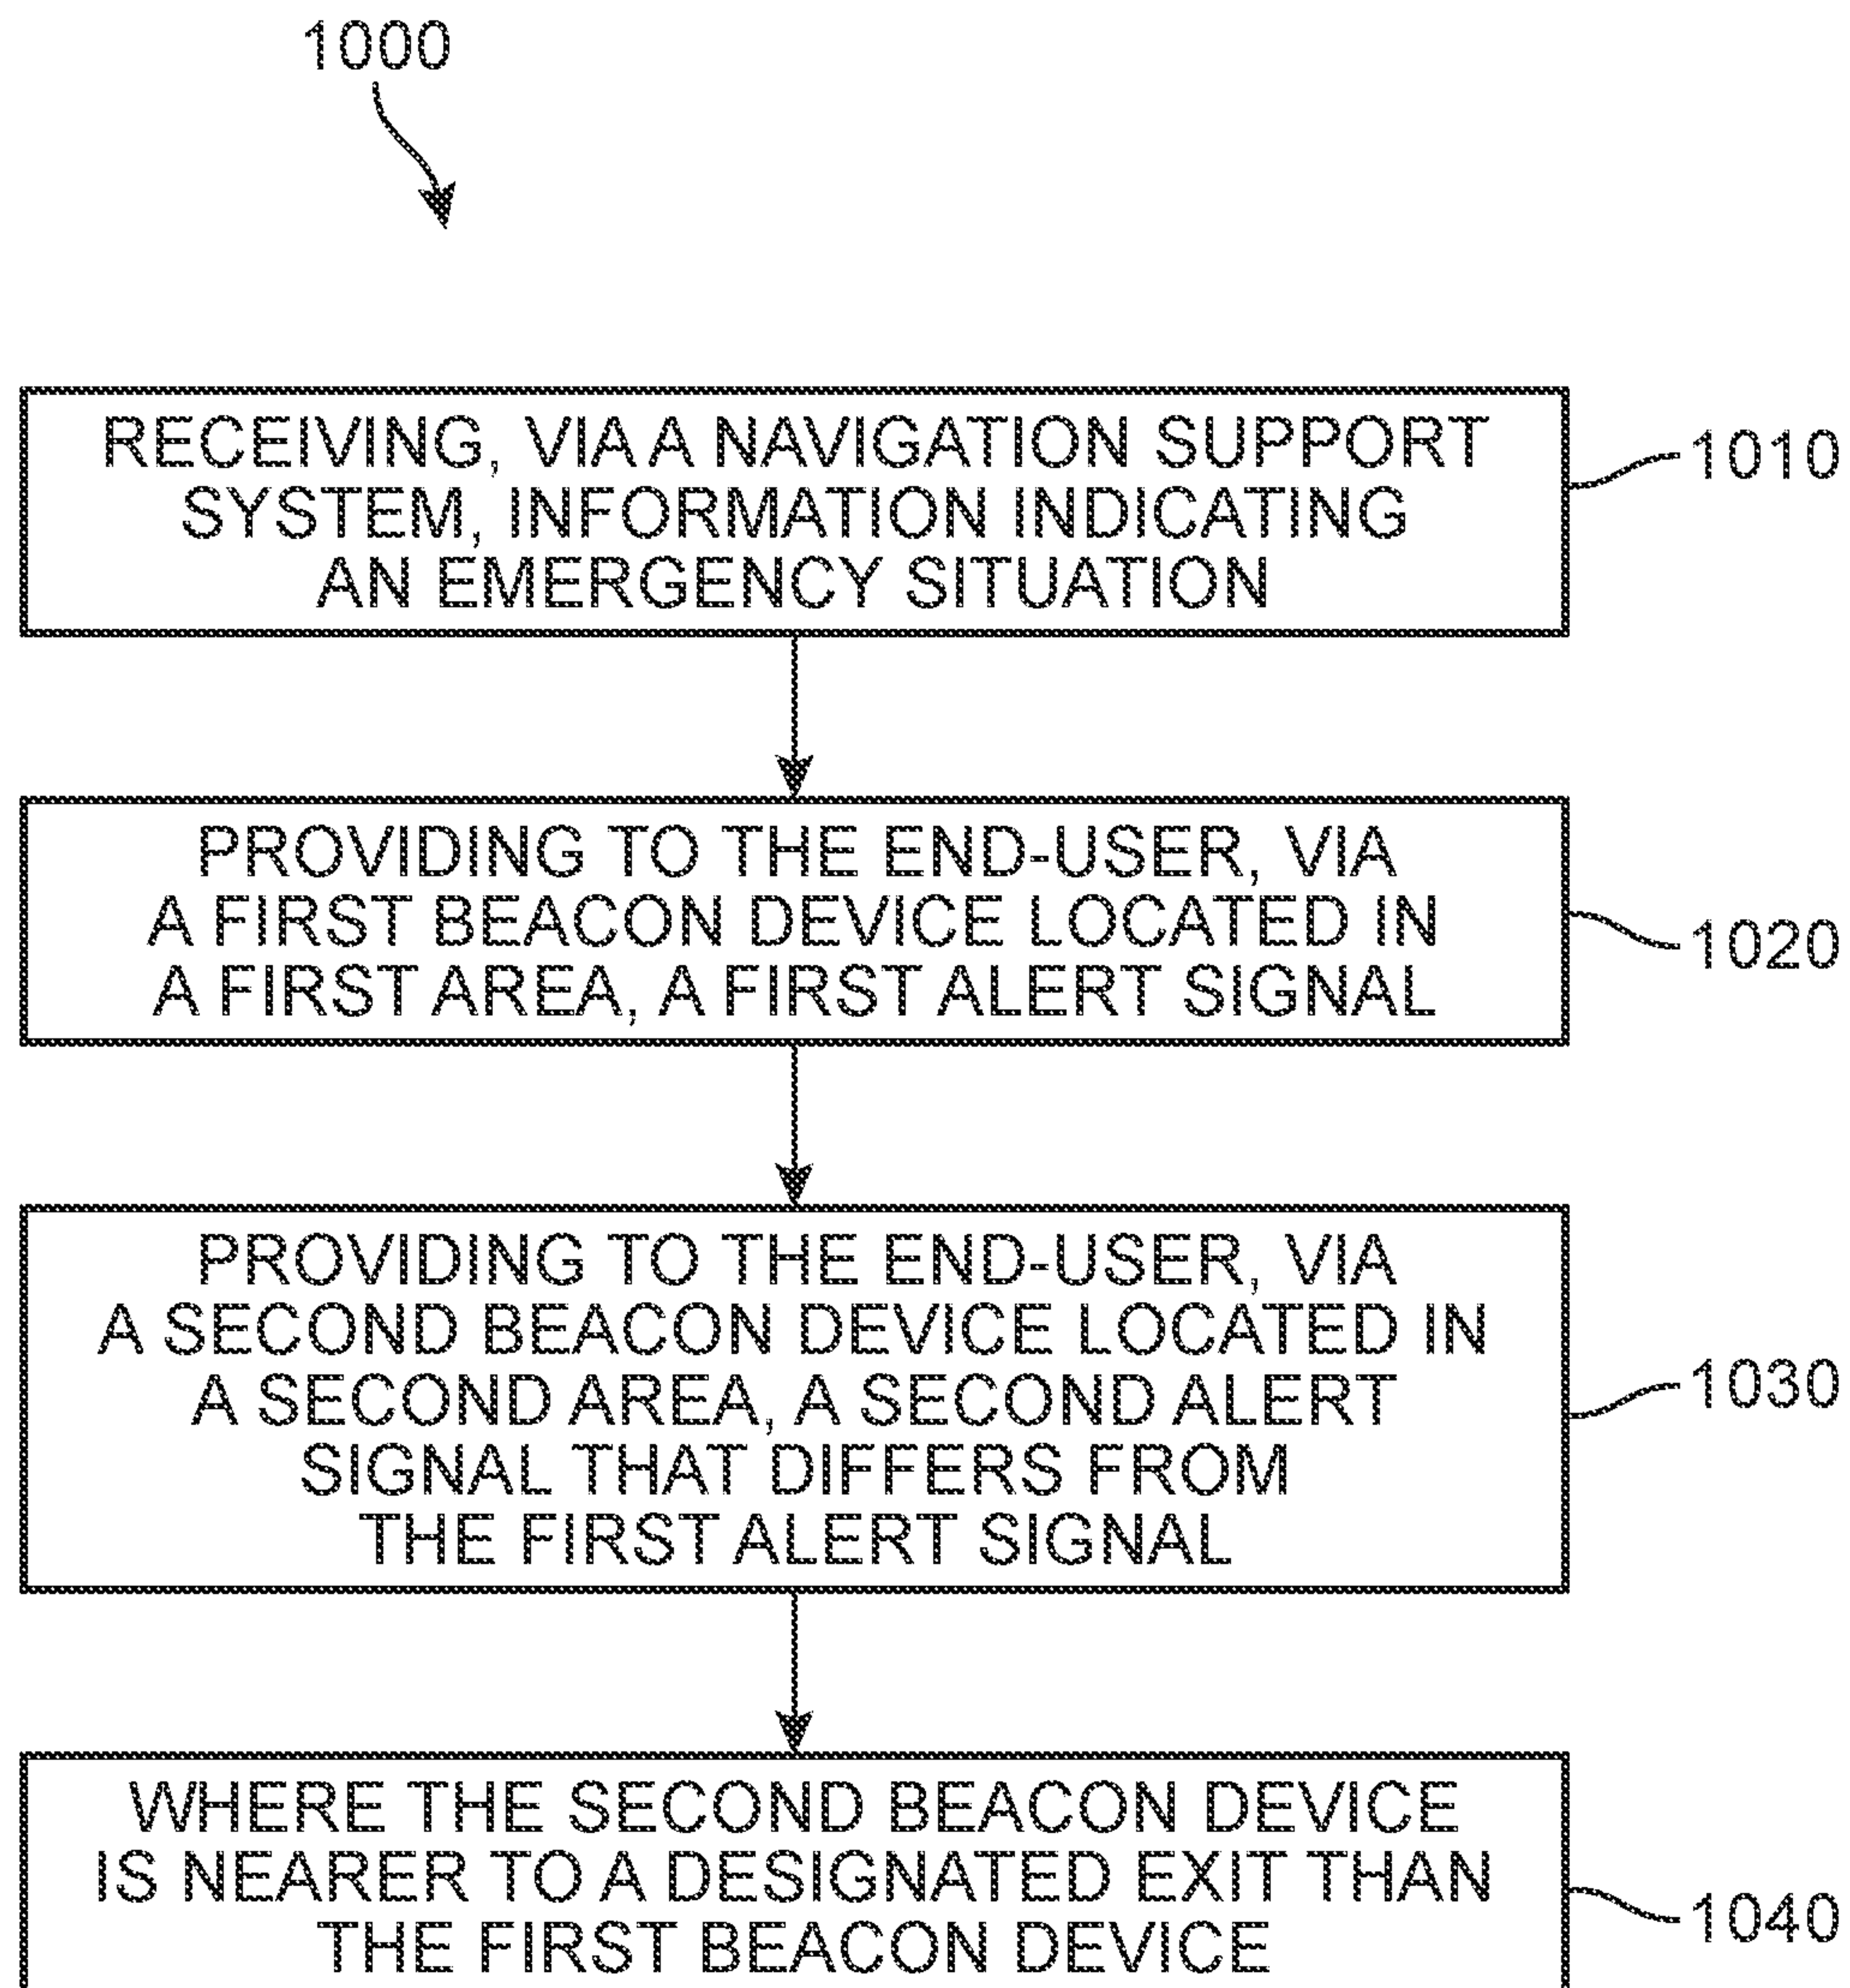 1000
RECEIVING, VIA A NAVIGATION SUPPORT
SYSTEM, INFORMATION INDICATING
AN EMERGENCY SITUATION
1010
PROVIDING TO THE END-USER, VIA
A FIRST BEACON DEVICE LOCATED IN
A FIRST AREA, A FIRST ALERT SIGNAL
1020
PROVIDING TO THE END-USER, VIA
A SECOND BEACON DEVICE LOCATED IN
A SECOND AREA, A SECOND ALERT
SIGNAL THAT DIFFERS FROM
THE FIRST ALERT SIGNAL
1030
WHERE THE SECOND BEACON DEVICE
IS NEARER TO A DESIGNATED EXIT THAN
THE FIRST BEACON DEVICE
1040